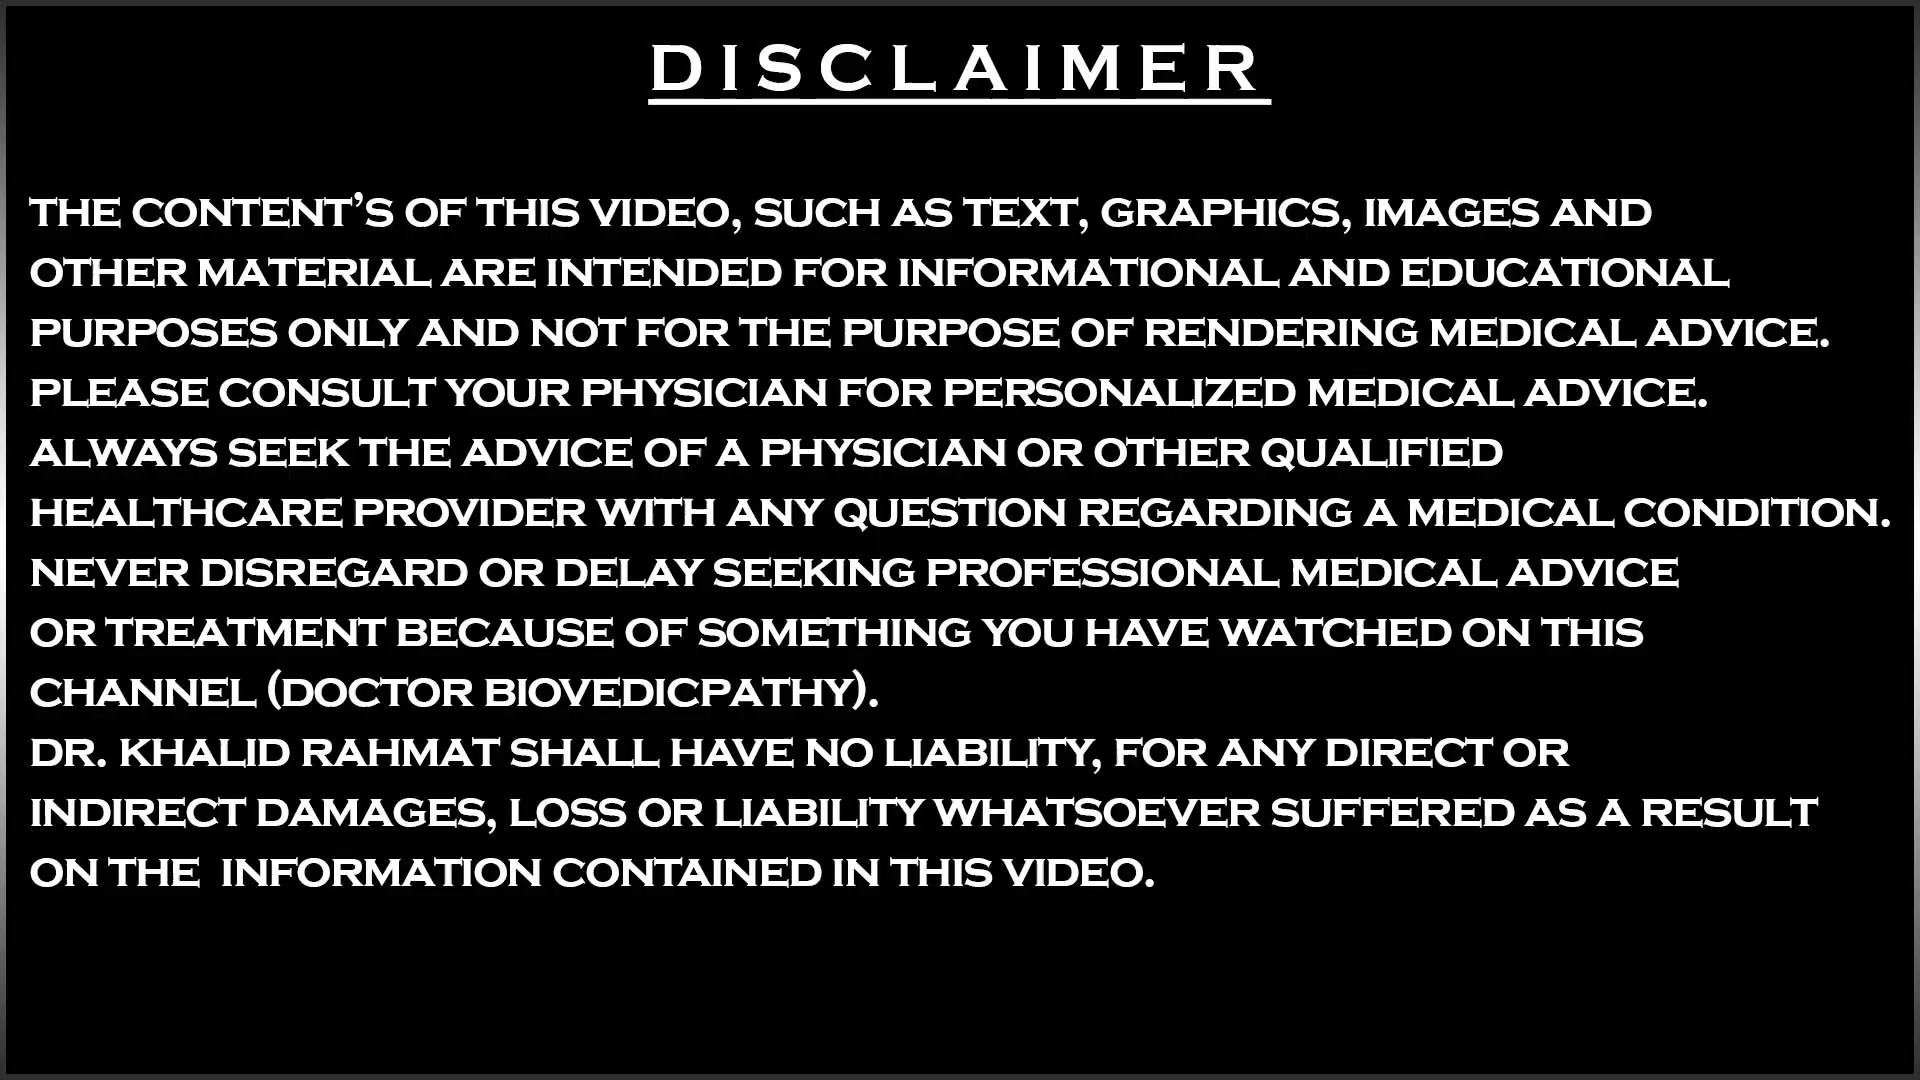 DISCLAIMER
THE CONTENT'S OF THIS VIDEO, SUCH AS TEXT, GRAPHICS, IMAGES AND
OTHER MATERIAL ARE INTENDED FOR INFORMATIONAL AND EDUCATIONAL
PURPOSES ONLY AND NOT FOR THE PURPOSE OF RENDERING MEDICAL ADVICE.
PLEASE CONSULT YOUR PHYSICIAN FOR PERSONALIZED MEDICAL ADVICE.
ALWAYS SEEK THE ADVICE OF A PHYSICIAN OR OTHER QUALIFIED
HEALTHCARE PROVIDER WITH ANY QUESTION REGARDING A MEDICAL CONDITION.
NEVER DISREGARD OR DELAY SEEKING PROFESSIONAL MEDICAL ADVICE
OR TREATMENT BECAUSE OF SOMETHING YOU HAVE WATCHED ON THIS
CHANNEL (DOCTOR BIOVEDICPATHY).
DR. KHALID RAHMAT SHALL HAVE NO LIABILITY, FOR ANY DIRECT OR
INDIRECT DAMAGES, LOSS OR LIABILITY WHATSOEVER SUFFERED AS A RESULT
ON THE  INFORMATION CONTAINED IN THIS VIDEO.